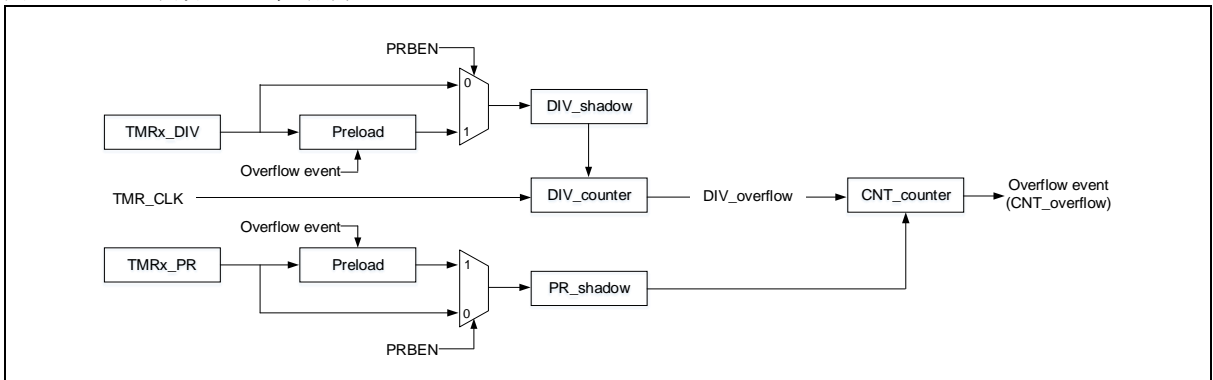 PRBEN
0
DIV_shadow
TMRx_DIV
Preload
1
Overflow event
TMR_CLK
DIV_counter
DIV_overflow
CNT_counter
Overflow event
(CNT_overflow)
Overflow event
TMRx_PR
Preload
1
PR_shadow
0
PRBEN